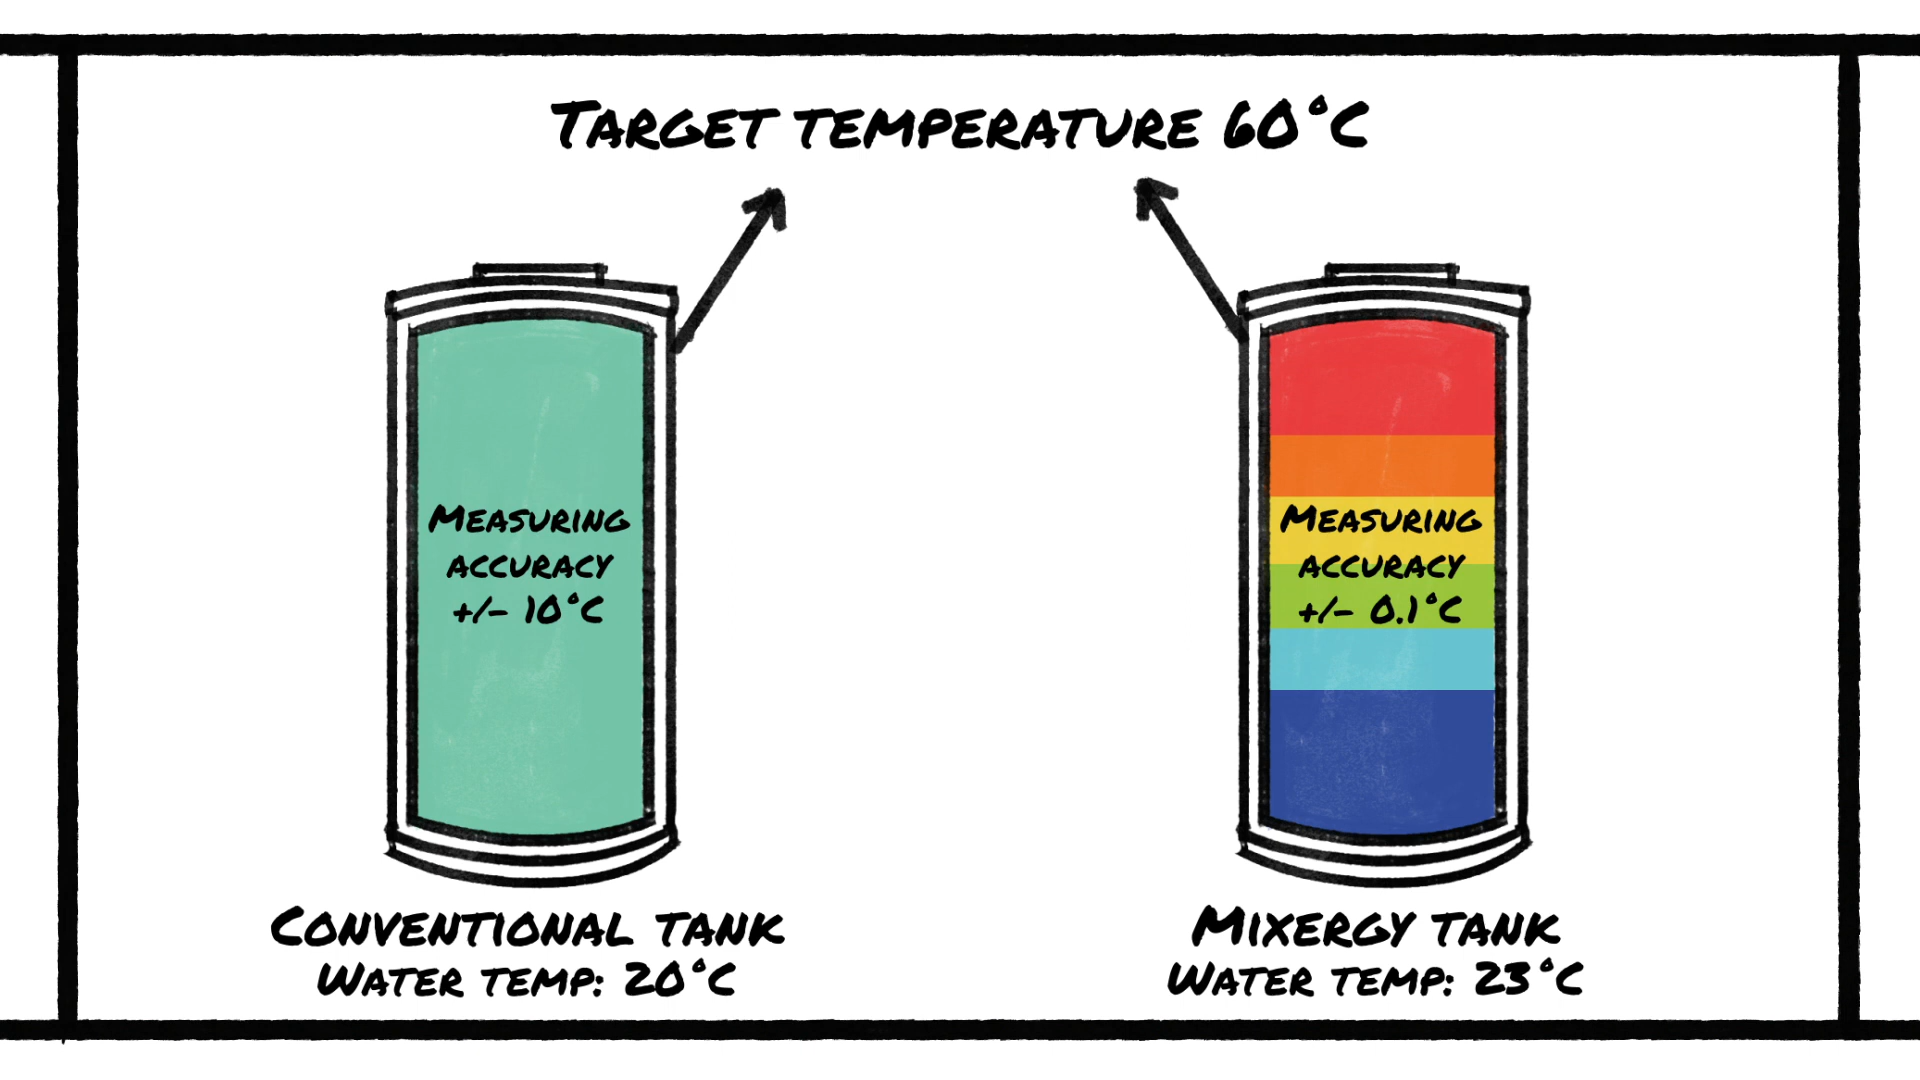 Target temperature 60°C
Measuring
accuracy
+/- 10°C
Measuring
accuracy
+/- 0.1°C
Conventional tank
Water temp: 20°C
Mixergy tank
Water temp: 23°C